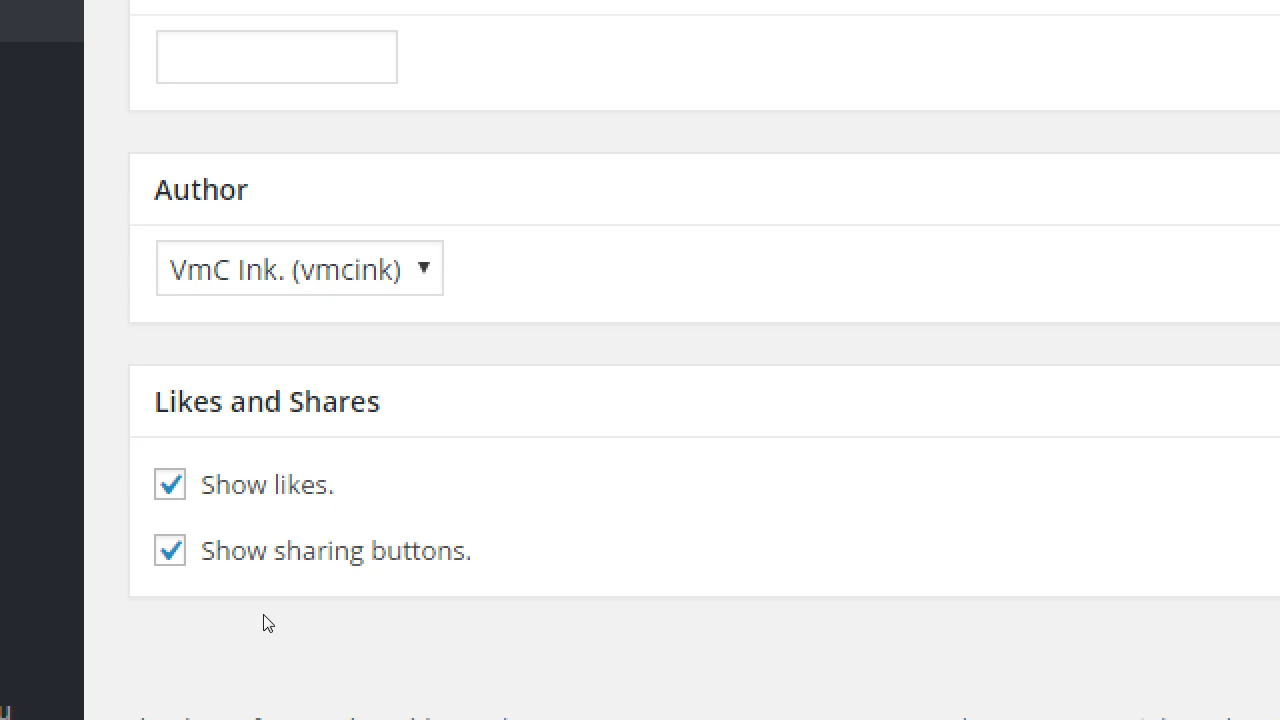 Author
VmC Ink. (vmcink)
Likes and Shares
Show likes.
Show sharing buttons.